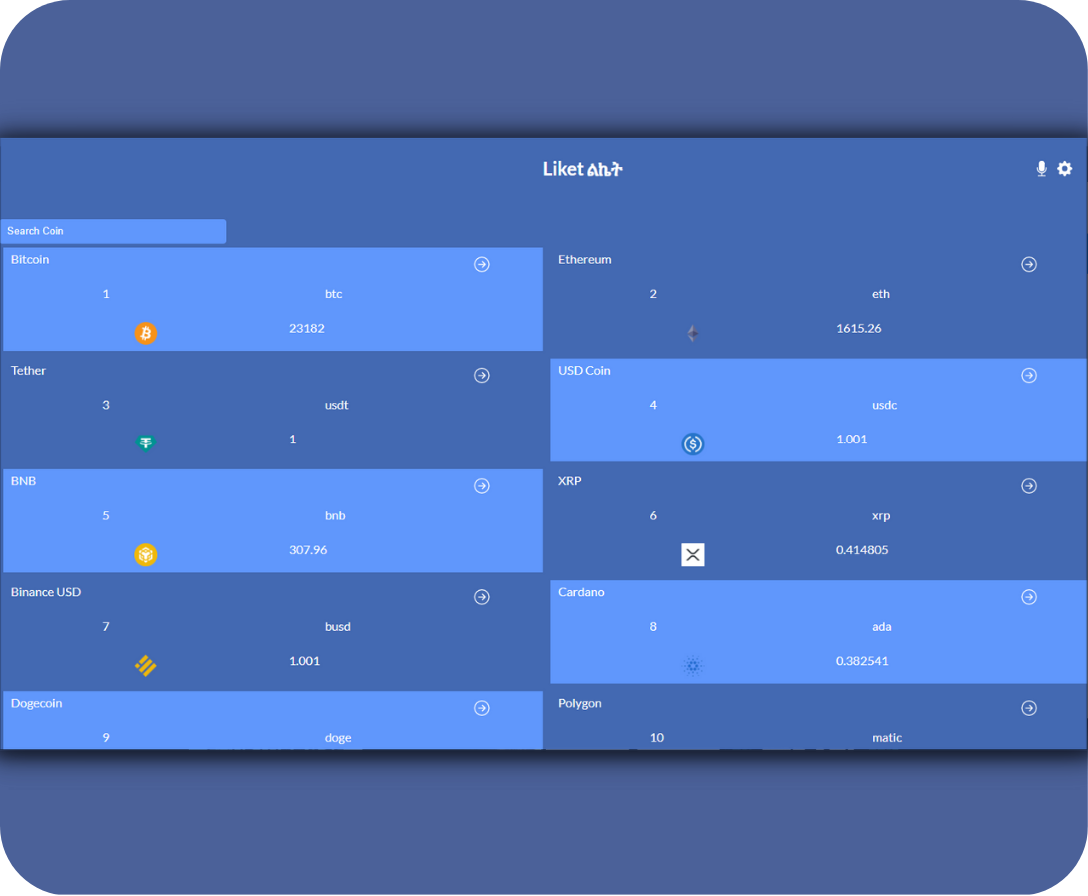 Liket ልኬት
Search Coin
Bitcoin
1 btc
23182
Ethereum
2 eth
1615.26
Tether
3 usdt
1
USD Coin
4 usdc
1.001
BNB
5 bnb
307.96
XRP
6 xrp
0.414805
Binance USD
7 busd
1.001
Cardano
8 ada
0.382541
Dogecoin
9 doge
Polygon
10 matic